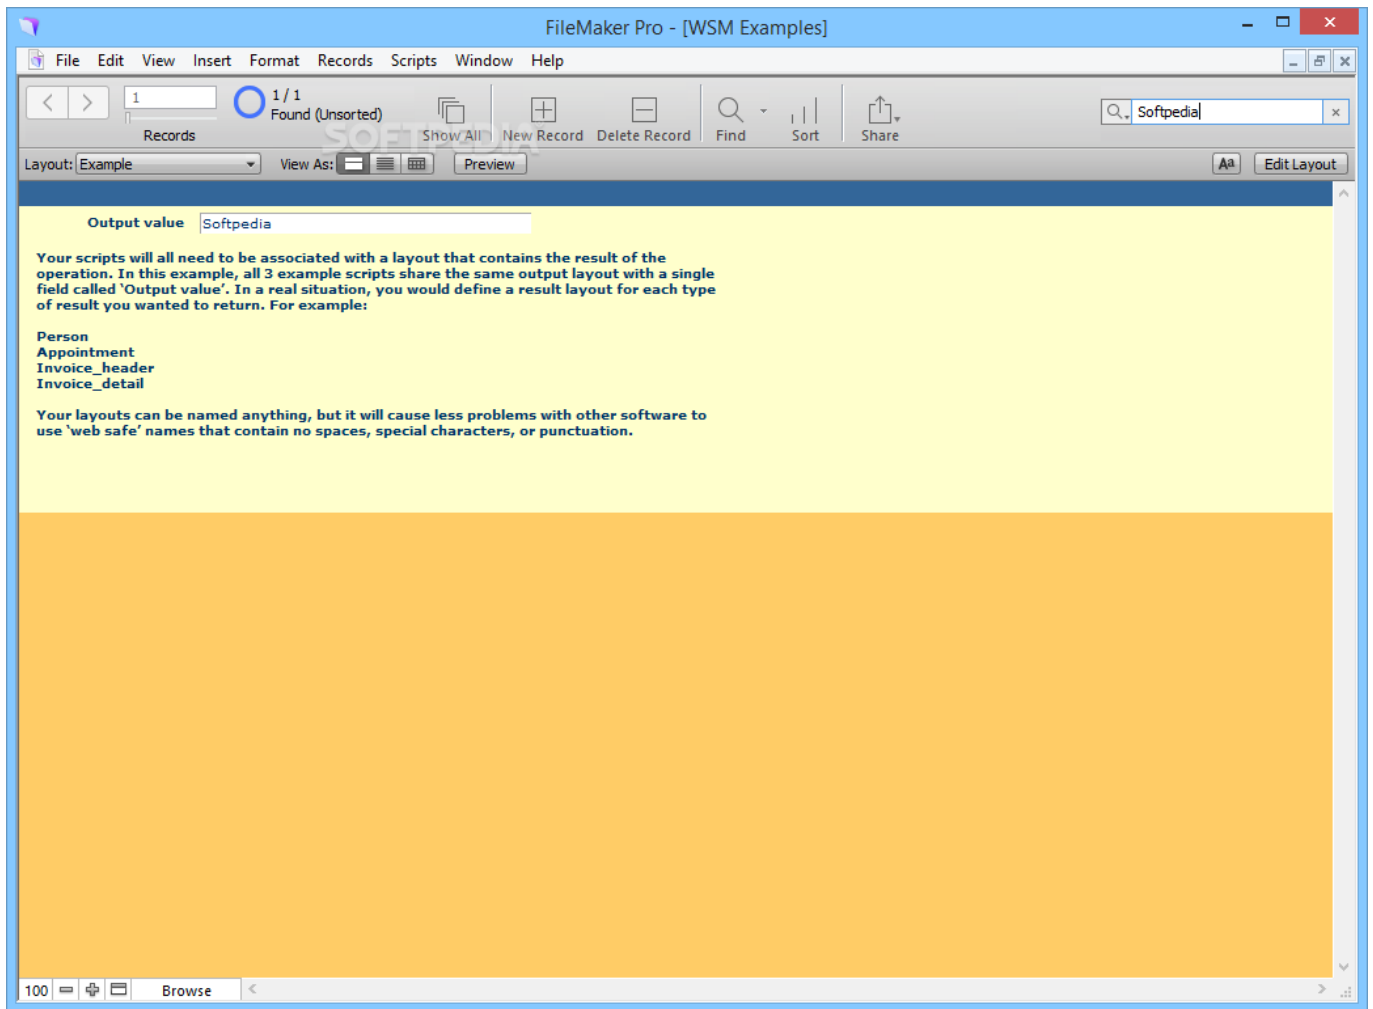 FileMaker Pro - [WSM Examples]
File Edit View Insert Format Records Scripts Window Help
1
1 / 1
Found (Unsorted)
Records
Show All
New Record
Delete Record
Find
Sort
Share
Softpedia
SOFTPEDIA
Layout: Example
View As:
Preview
Aa
Edit Layout
Output value Softpedia
Your scripts will all need to be associated with a layout that contains the result of the
operation. In this example, all 3 example scripts share the same output layout with a single
field called ‘Output value’. In a real situation, you would define a result layout for each type
of result you wanted to return. For example:
Person
Appointment
Invoice_header
Invoice_detail
Your layouts can be named anything, but it will cause less problems with other software to
use ‘web safe’ names that contain no spaces, special characters, or punctuation.
100
Browse